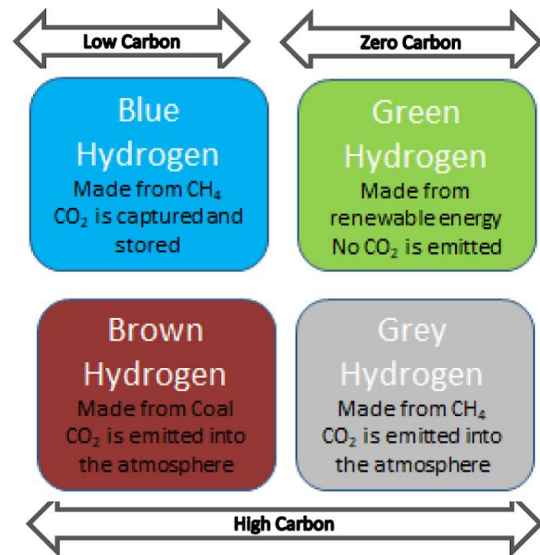 Low Carbon
Zero Carbon
Blue
Hydrogen
Made from CH₄
CO₂ is captured and
stored
Green
Hydrogen
Made from
renewable energy
No CO₂ is emitted
Brown
Hydrogen
Made from Coal
CO₂ is emitted into
the atmosphere
Grey
Hydrogen
Made from CH₄
CO₂ is emitted into
the atmosphere
High Carbon